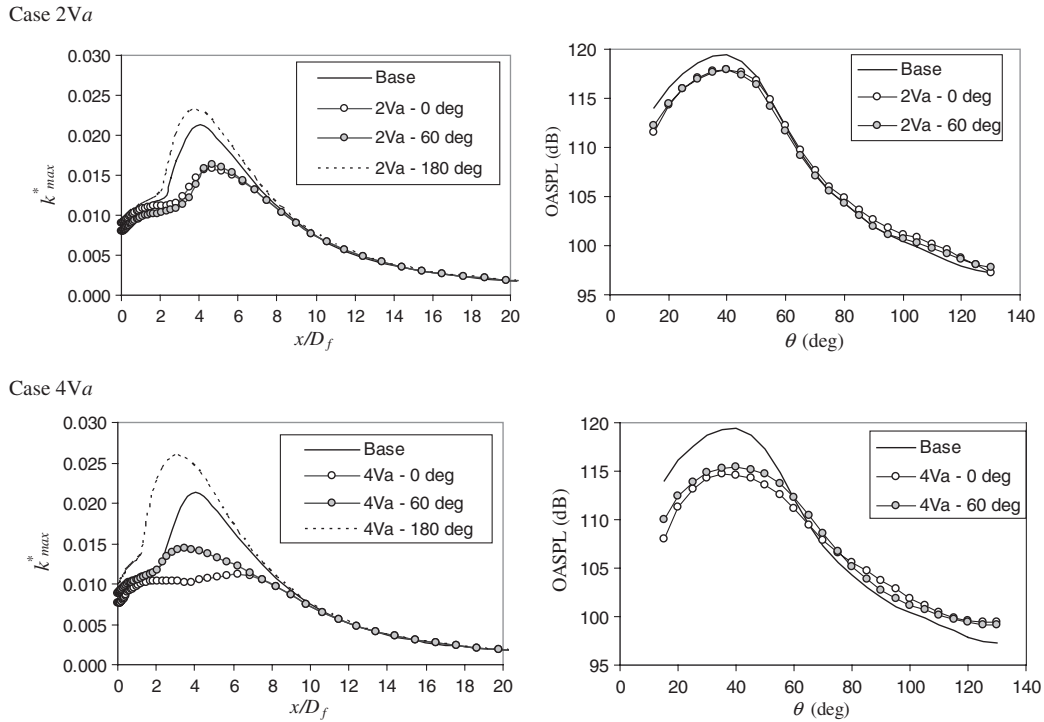 Case 2Va
0.030
0.025
0.020
0.015
0.010
0.005
0.000
k*max
0 2 4 6 8 10 12 14 16 18 20
x/Df
Base
2Va - 0 deg
2Va - 60 deg
2Va - 180 deg
120
115
110
105
100
95
OASPL (dB)
0 20 40 60 80 100 120 140
θ (deg)
Base
2Va - 0 deg
2Va - 60 deg
Case 4Va
0.030
0.025
0.020
0.015
0.010
0.005
0.000
k*max
0 2 4 6 8 10 12 14 16 18 20
x/Df
Base
4Va - 0 deg
4Va - 60 deg
4Va - 180 deg
120
115
110
105
100
95
OASPL (dB)
0 20 40 60 80 100 120 140
θ (deg)
Base
4Va - 0 deg
4Va - 60 deg